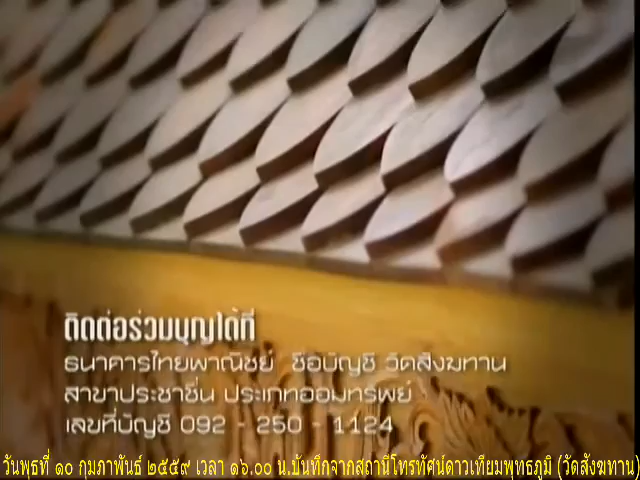 ติดต่อร่วมบุญได้ที่
ธนาคารไทยพาณิชย์ ชื่อบัญชี วัดสังฆทาน
สาขาประชาชื่น ประเภทออมทรัพย์
เลขที่บัญชี 092 - 250 - 1124
วันพุธที่ ๑๐ กุมภาพันธ์ ๒๕๕๙ เวลา ๑๖.๐๐ น.บันทึกจากสถานีโทรทัศน์ดาวเทียมพุทธภูมิ (วัดสังฆทาน)